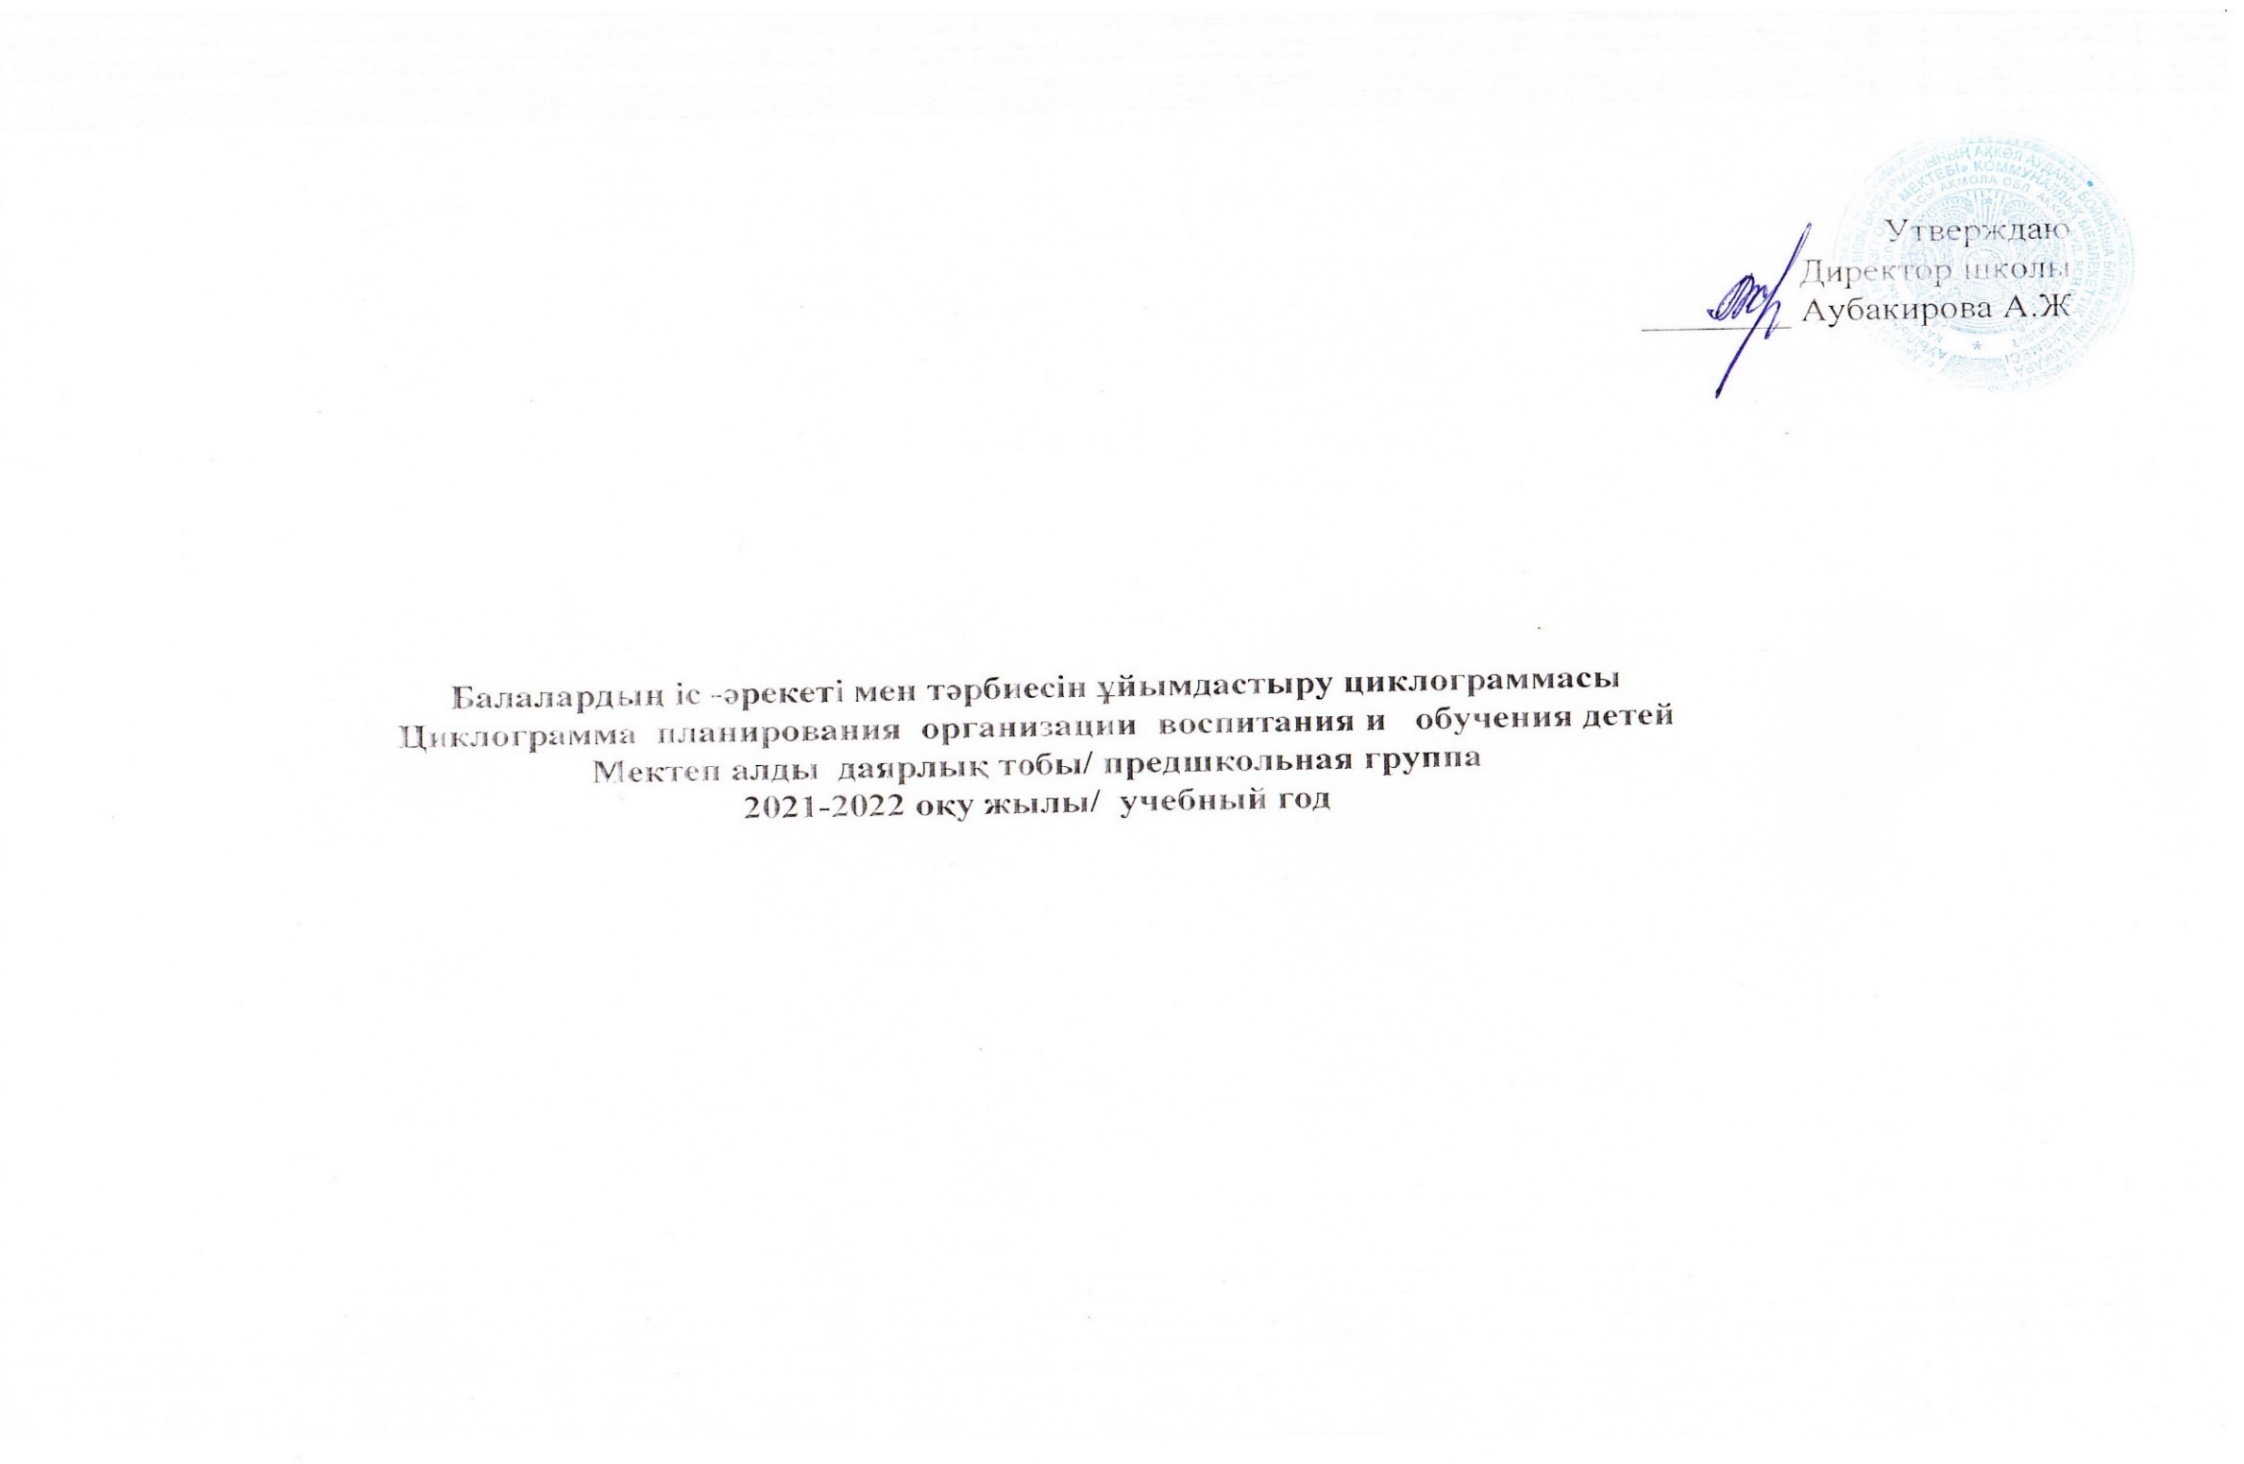 Утверждаю
Директор школы
Аубакирова А.Ж
Балалардың іс -әрекеті мен тәрбиесін ұйымдастыру циклограммасы
Циклограмма планирования организации воспитания и обучения детей
Мектеп алды даярлық тобы/ предшкольная группа
2021-2022 оқу жылы/ учебный год